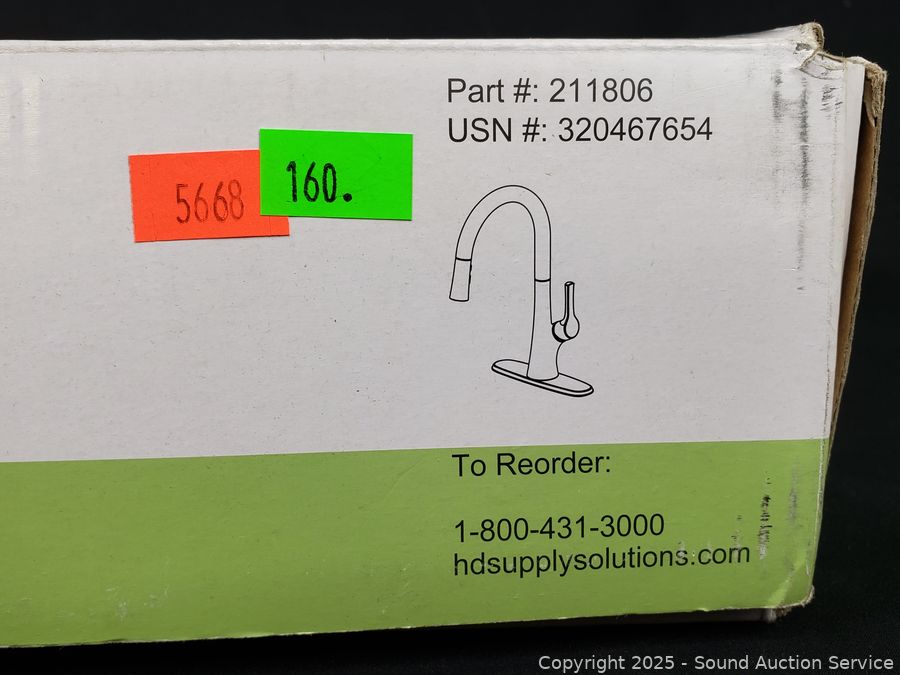 Part #: 211806
USN #: 320467654
5668
160.
To Reorder:
1-800-431-3000
hdsupplysolutions.com
Copyright 2025 - Sound Auction Service